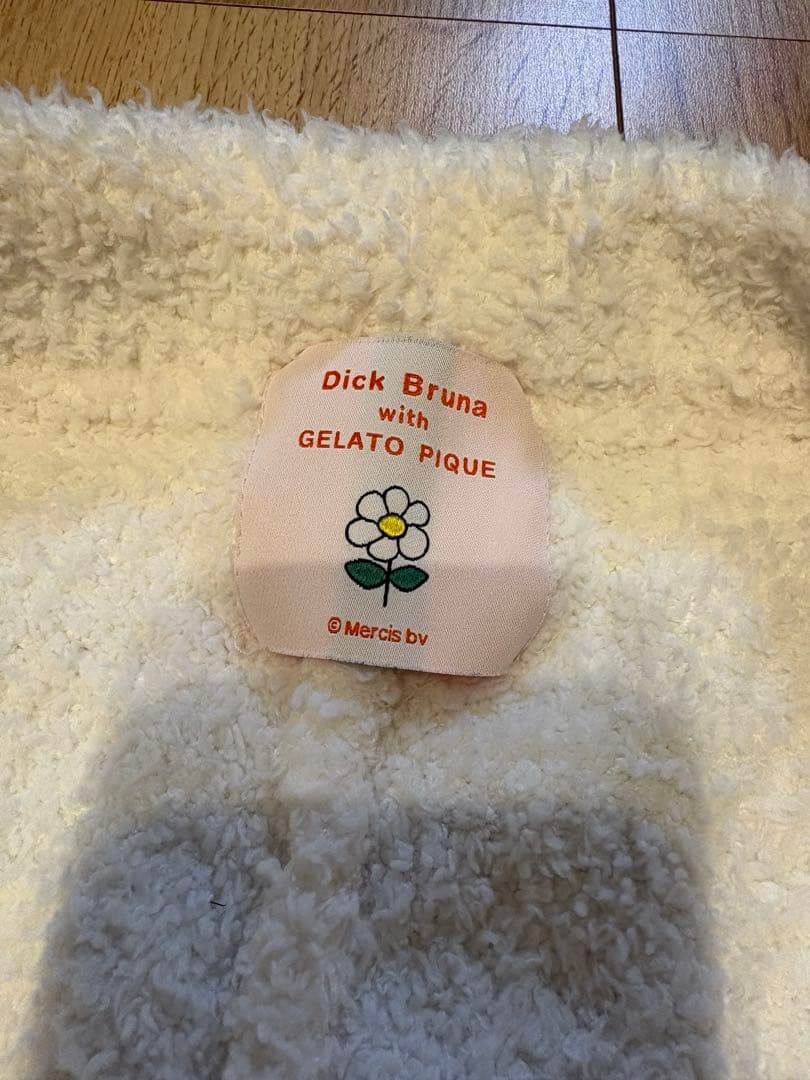 Dick Bruna
with
GELATO PIQUE
© Mercis bv